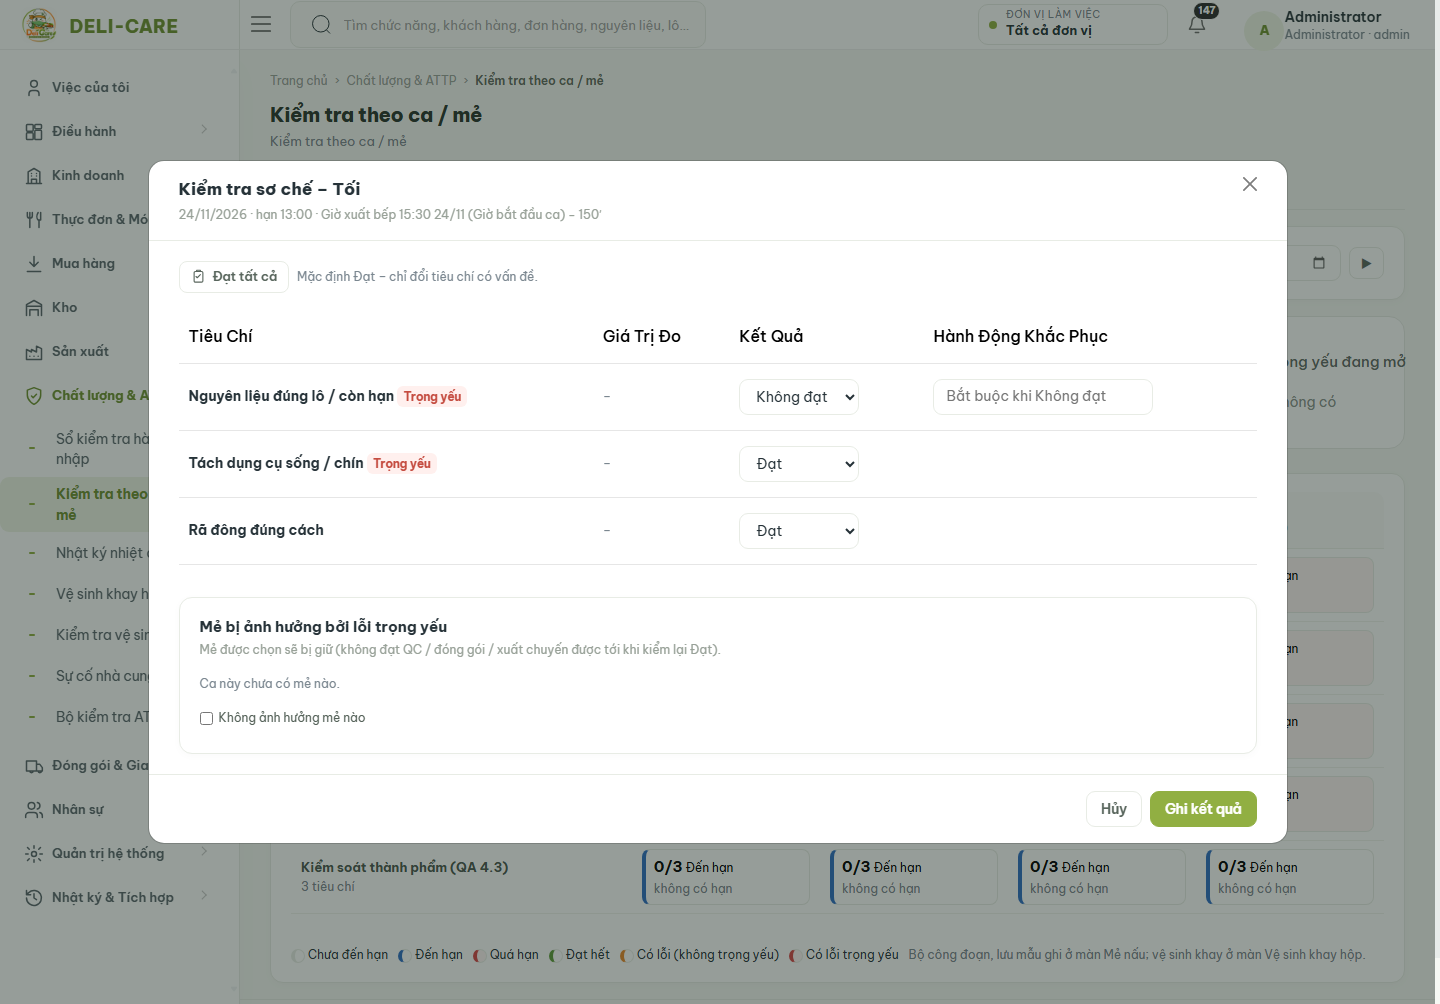 DELI-CARE
Tìm chức năng, khách hàng, đơn hàng, nguyên liệu, lô...
ĐƠN VỊ LÀM VIỆC
Tất cả đơn vị
147
A
Administrator
Administrator · admin
Việc của tôi
Điều hành
Kinh doanh
Thực đơn & Mó
Mua hàng
Kho
Sản xuất
Chất lượng & A
Sổ kiểm tra hà
nhập
Kiểm tra theo
mẻ
Nhật ký nhiệt
Vệ sinh khay h
Kiểm tra vệ sin
Sự cố nhà cung
Bộ kiểm tra AT
Đóng gói & Gia
Nhân sự
Quản trị hệ thống
Nhật ký & Tích hợp
Trang chủ › Chất lượng & ATTP › Kiểm tra theo ca / mẻ
Kiểm tra theo ca / mẻ
Kiểm tra theo ca / mẻ
Kiểm tra sơ chế – Tối
24/11/2026 · hạn 13:00 · Giờ xuất bếp 15:30 24/11 (Giờ bắt đầu ca) − 150′
Đạt tất cả
Mặc định Đạt – chỉ đổi tiêu chí có vấn đề.
Tiêu Chí Giá Trị Đo Kết Quả Hành Động Khắc Phục
Nguyên liệu đúng lô / còn hạn Trọng yếu – Không đạt Bắt buộc khi Không đạt
Tách dụng cụ sống / chín Trọng yếu – Đạt
Rã đông đúng cách – Đạt
Mẻ bị ảnh hưởng bởi lỗi trọng yếu
Mẻ được chọn sẽ bị giữ (không đạt QC / đóng gói / xuất chuyến được tới khi kiểm lại Đạt).
Ca này chưa có mẻ nào.
Không ảnh hưởng mẻ nào
Hủy
Ghi kết quả
ng yếu đang mở
hông có
ạn
ạn
ạn
ạn
Kiểm soát thành phẩm (QA 4.3)
3 tiêu chí
0/3 Đến hạn
không có hạn
0/3 Đến hạn
không có hạn
0/3 Đến hạn
không có hạn
0/3 Đến hạn
không có hạn
Chưa đến hạn Đến hạn Quá hạn Đạt hết Có lỗi (không trọng yếu) Có lỗi trọng yếu Bộ công đoạn, lưu mẫu ghi ở màn Mẻ nấu; vệ sinh khay ở màn Vệ sinh khay hộp.